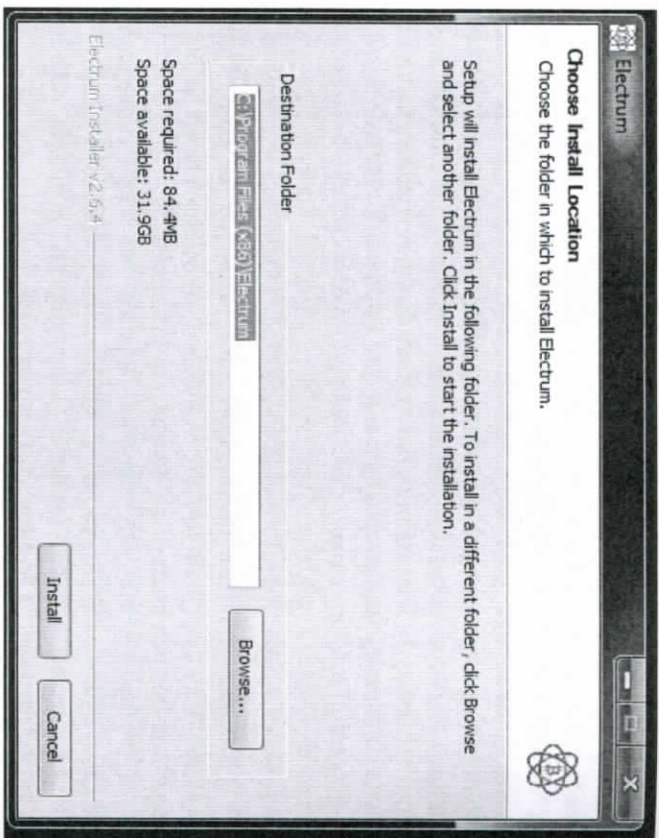 Electrum
Choose Install Location
Choose the folder in which to install Electrum.
Setup will install Electrum in the following folder. To install in a different folder, click Browse
and select another folder. Click Install to start the installation.
Destination Folder
C:\Program Files (x86)\Electrum
Browse...
Space required: 84.4MB
Space available: 31.9GB
Electrum Installer v2.6.4
Install
Cancel